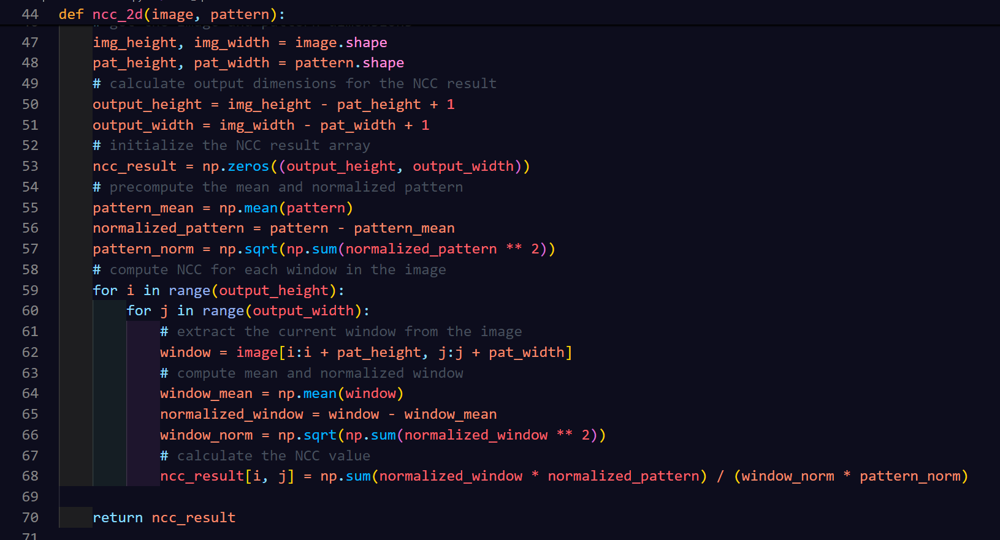 44 def ncc_2d(image, pattern):
47 img_height, img_width = image.shape
48 pat_height, pat_width = pattern.shape
49 # calculate output dimensions for the NCC result
50 output_height = img_height - pat_height + 1
51 output_width = img_width - pat_width + 1
52 # initialize the NCC result array
53 ncc_result = np.zeros((output_height, output_width))
54 # precompute the mean and normalized pattern
55 pattern_mean = np.mean(pattern)
56 normalized_pattern = pattern - pattern_mean
57 pattern_norm = np.sqrt(np.sum(normalized_pattern ** 2))
58 # compute NCC for each window in the image
59 for i in range(output_height):
60 for j in range(output_width):
61 # extract the current window from the image
62 window = image[i:i + pat_height, j:j + pat_width]
63 # compute mean and normalized window
64 window_mean = np.mean(window)
65 normalized_window = window - window_mean
66 window_norm = np.sqrt(np.sum(normalized_window ** 2))
67 # calculate the NCC value
68 ncc_result[i, j] = np.sum(normalized_window * normalized_pattern) / (window_norm * pattern_norm)
69
70 return ncc_result
71